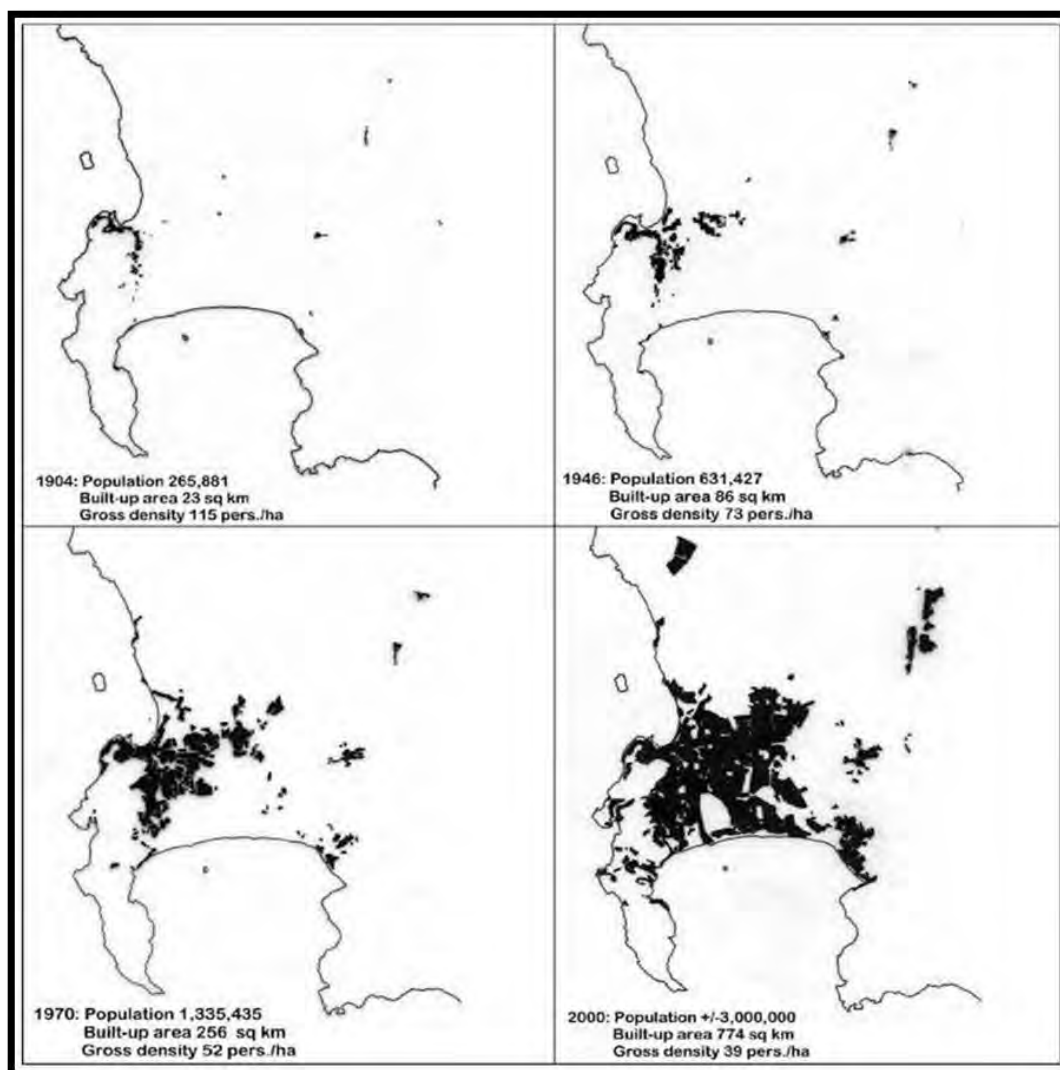 1904: Population 265,881
Built-up area 23 sq km
Gross density 115 pers./ha
1946: Population 631,427
Built-up area 86 sq km
Gross density 73 pers./ha
1970: Population 1,335,435
Built-up area 256 sq km
Gross density 52 pers./ha
2000: Population +/-3,000,000
Built-up area 774 sq km
Gross density 39 pers./ha